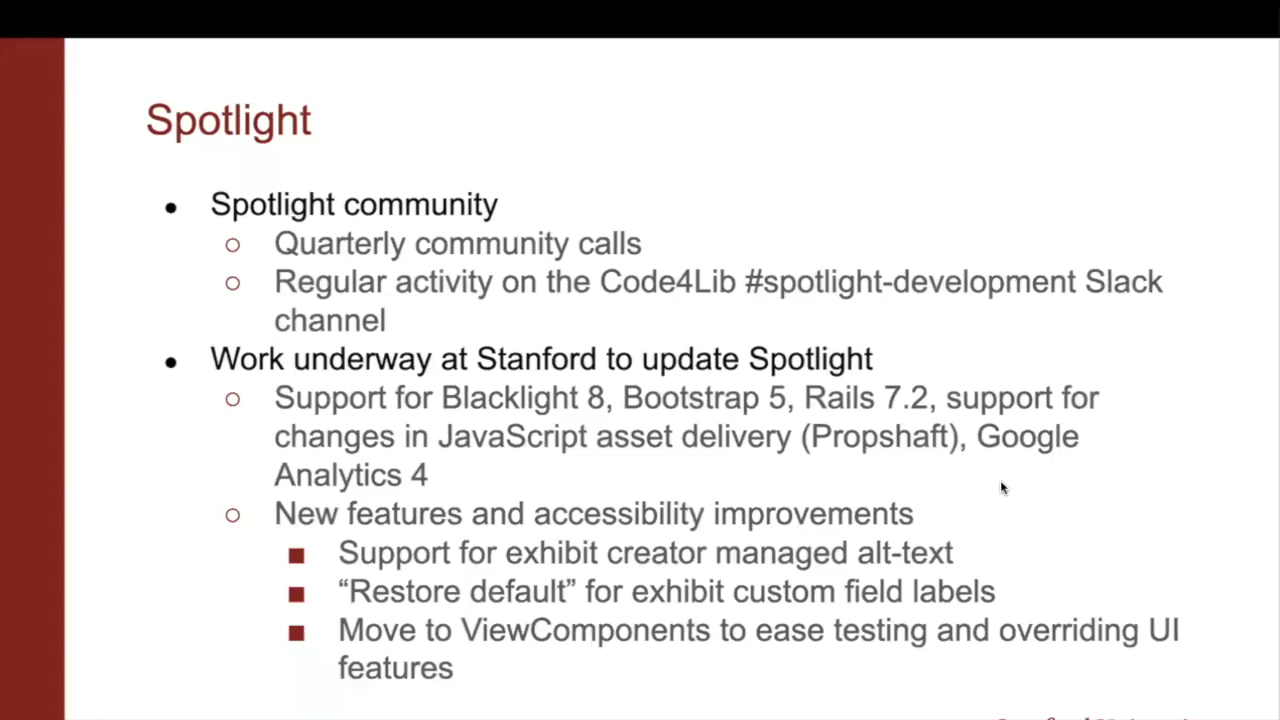 Spotlight
● Spotlight community
○ Quarterly community calls
○ Regular activity on the Code4Lib #spotlight-development Slack
channel
● Work underway at Stanford to update Spotlight
○ Support for Blacklight 8, Bootstrap 5, Rails 7.2, support for
changes in JavaScript asset delivery (Propshaft), Google
Analytics 4
○ New features and accessibility improvements
■ Support for exhibit creator managed alt-text
■ “Restore default” for exhibit custom field labels
■ Move to ViewComponents to ease testing and overriding UI
features